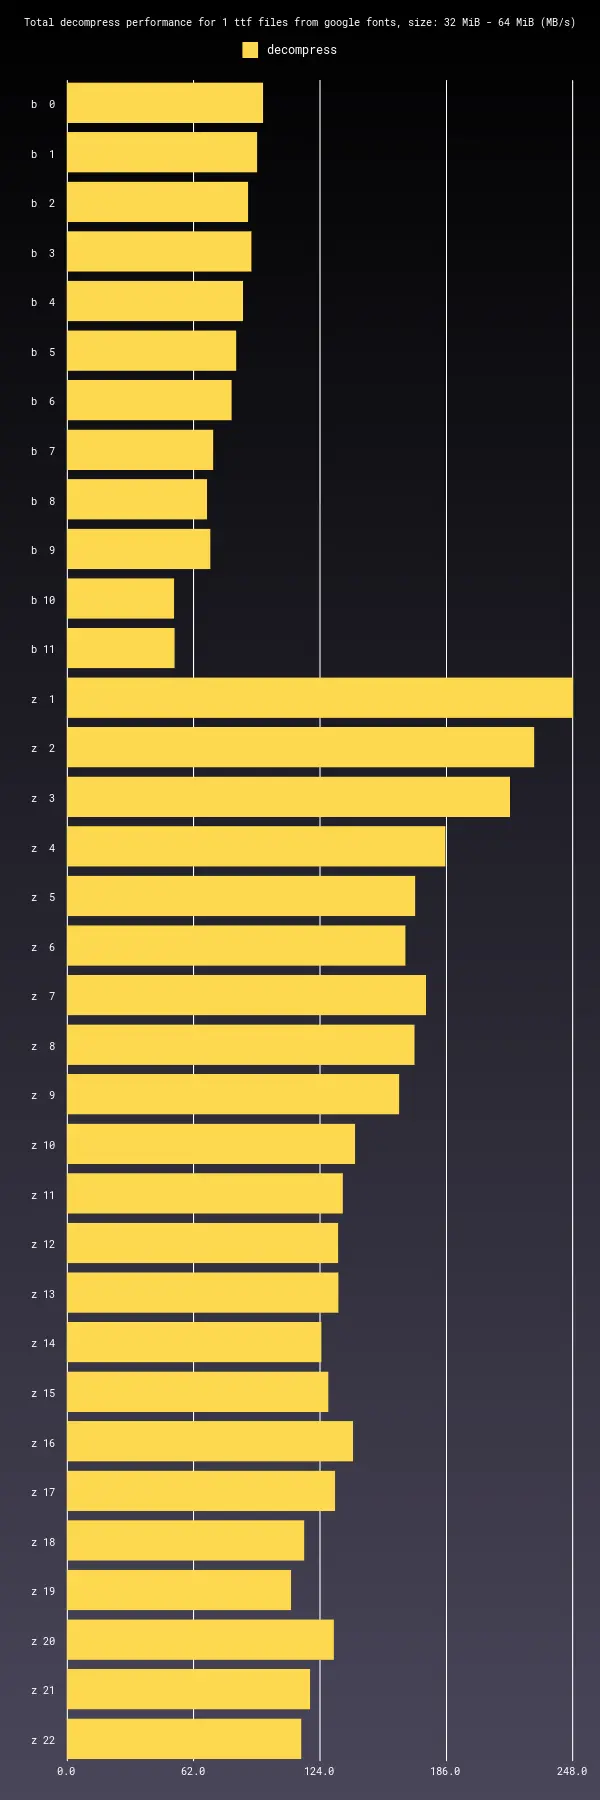 Total decompress performance for 1 ttf files from google fonts, size: 32 MiB - 64 MiB (MB/s)
decompress
b  0
b  1
b  2
b  3
b  4
b  5
b  6
b  7
b  8
b  9
b 10
b 11
z  1
z  2
z  3
z  4
z  5
z  6
z  7
z  8
z  9
z 10
z 11
z 12
z 13
z 14
z 15
z 16
z 17
z 18
z 19
z 20
z 21
z 22
0.0 62.0 124.0 186.0 248.0